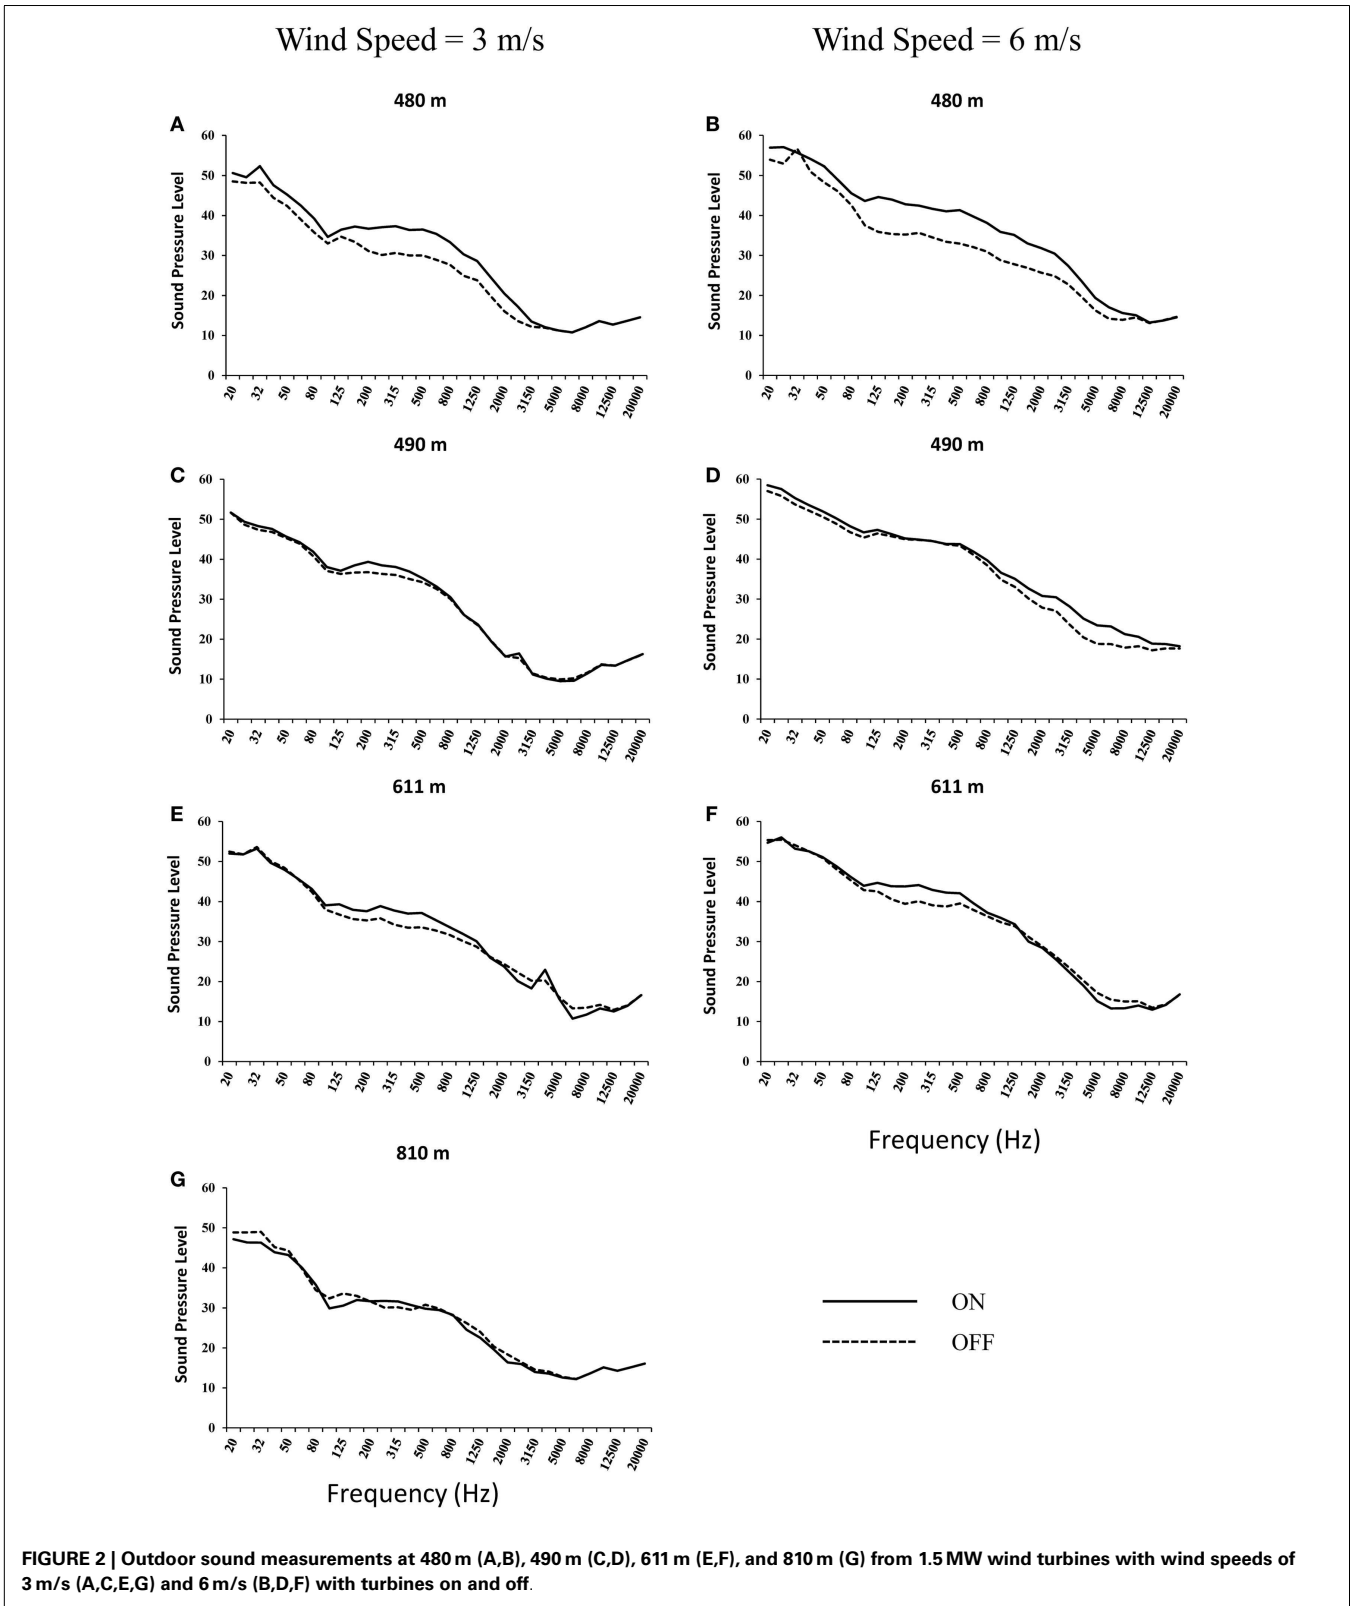 Wind Speed = 3 m/s
Wind Speed = 6 m/s
480 m
A
60
50
40
30
20
10
0
Sound Pressure Level
20 32 50 80 125 200 315 500 800 1250 2000 3150 5000 8000 12500 20000
480 m
B
60
50
40
30
20
10
0
Sound Pressure Level
20 32 50 80 125 200 315 500 800 1250 2000 3150 5000 8000 12500 20000
490 m
C
60
50
40
30
20
10
0
Sound Pressure Level
20 32 50 80 125 200 315 500 800 1250 2000 3150 5000 8000 12500 20000
490 m
D
60
50
40
30
20
10
0
Sound Pressure Level
20 32 50 80 125 200 315 500 800 1250 2000 3150 5000 8000 12500 20000
611 m
E
60
50
40
30
20
10
0
Sound Pressure Level
20 32 50 80 125 200 315 500 800 1250 2000 3150 5000 8000 12500 20000
611 m
F
60
50
40
30
20
10
0
Sound Pressure Level
20 32 50 80 125 200 315 500 800 1250 2000 3150 5000 8000 12500 20000
Frequency (Hz)
810 m
G
60
50
40
30
20
10
0
Sound Pressure Level
20 32 50 80 125 200 315 500 800 1250 2000 3150 5000 8000 12500 20000
Frequency (Hz)
ON
OFF
FIGURE 2 | Outdoor sound measurements at 480 m (A,B), 490 m (C,D), 611 m (E,F), and 810 m (G) from 1.5 MW wind turbines with wind speeds of
3 m/s (A,C,E,G) and 6 m/s (B,D,F) with turbines on and off.